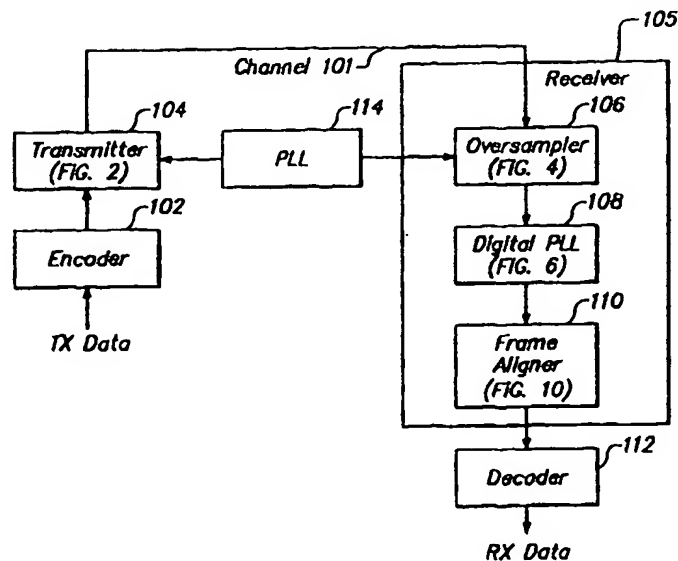 105
Channel 101
Receiver
104
114
106
Transmitter
(FIG. 2)
PLL
Oversampler
(FIG. 4)
102
108
Encoder
Digital PLL
(FIG. 6)
110
TX Data
Frame
Aligner
(FIG. 10)
112
Decoder
RX Data